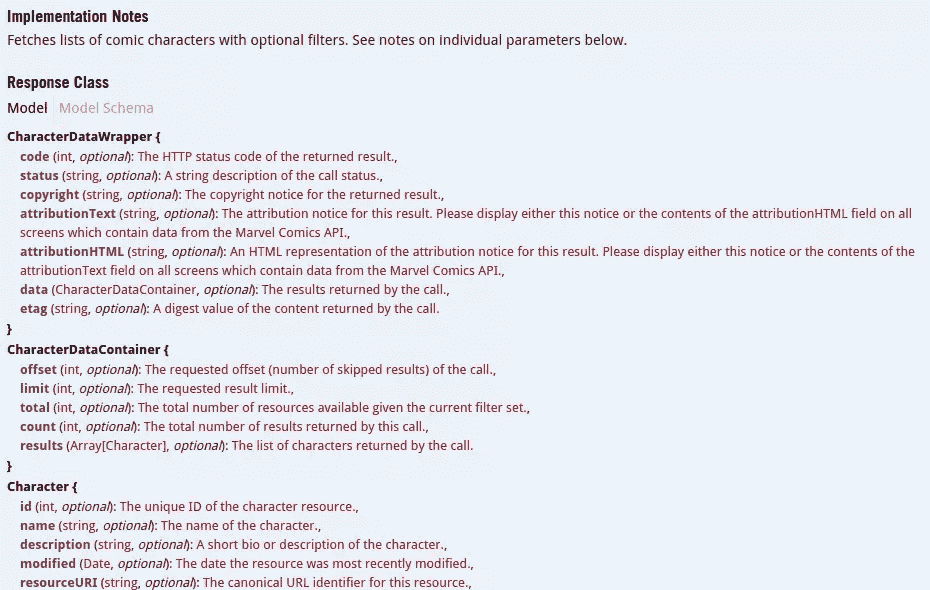 Implementation Notes
Fetches lists of comic characters with optional filters. See notes on individual parameters below.
Response Class
Model Model Schema
CharacterDataWrapper {
code (int, optional): The HTTP status code of the returned result.,
status (string, optional): A string description of the call status.,
copyright (string, optional): The copyright notice for the returned result.,
attributionText (string, optional): The attribution notice for this result. Please display either this notice or the contents of the attributionHTML field on all
screens which contain data from the Marvel Comics API.,
attributionHTML (string, optional): An HTML representation of the attribution notice for this result. Please display either this notice or the contents of the
attributionText field on all screens which contain data from the Marvel Comics API.,
data (CharacterDataContainer, optional): The results returned by the call.,
etag (string, optional): A digest value of the content returned by the call.
}
CharacterDataContainer {
offset (int, optional): The requested offset (number of skipped results) of the call.,
limit (int, optional): The requested result limit.,
total (int, optional): The total number of resources available given the current filter set.,
count (int, optional): The total number of results returned by this call.,
results (Array[Character], optional): The list of characters returned by the call.
}
Character {
id (int, optional): The unique ID of the character resource.,
name (string, optional): The name of the character.,
description (string, optional): A short bio or description of the character.,
modified (Date, optional): The date the resource was most recently modified.,
resourceURI (string, optional): The canonical URL identifier for this resource.,